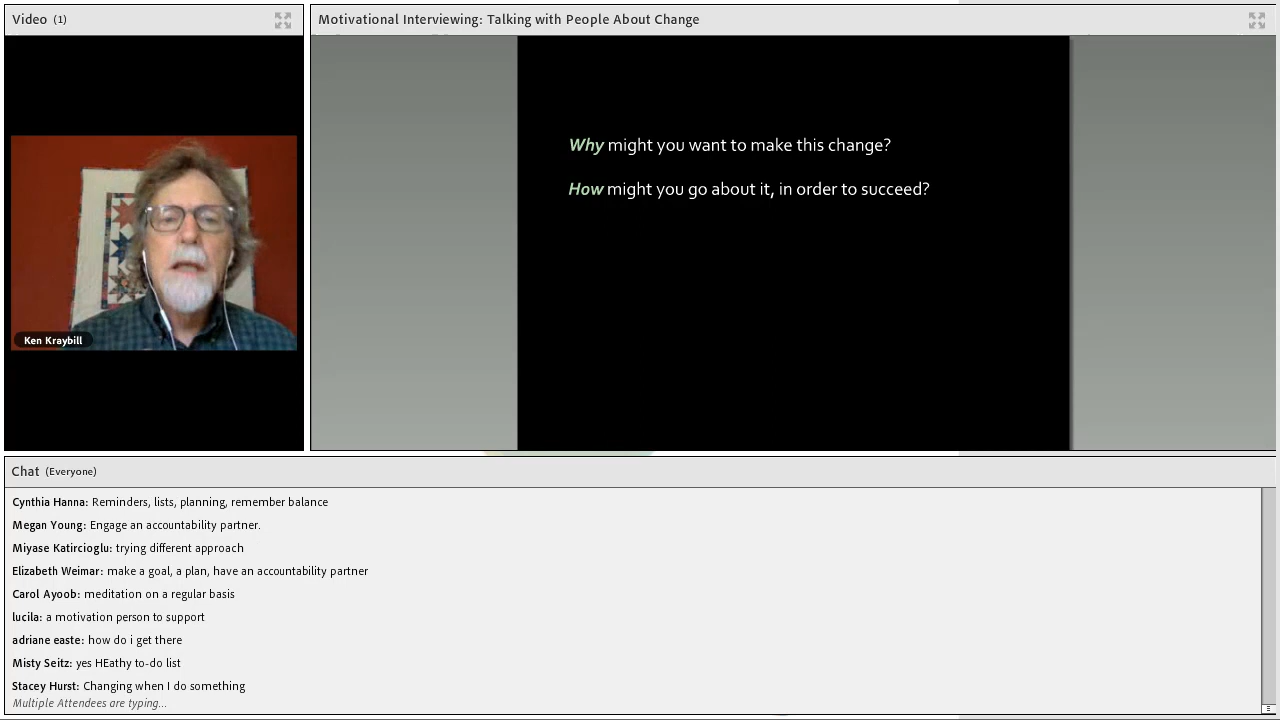 Video (1)
Motivational Interviewing: Talking with People About Change
Why might you want to make this change?
How might you go about it, in order to succeed?
Ken Kraybill
Chat (Everyone)
Cynthia Hanna: Reminders, lists, planning, remember balance
Megan Young: Engage an accountability partner.
Miyase Katircioglu: trying different approach
Elizabeth Weimar: make a goal, a plan, have an accountability partner
Carol Ayoob: meditation on a regular basis
lucila: a motivation person to support
adriane easte: how do i get there
Misty Seitz: yes HEathy to-do list
Stacey Hurst: Changing when I do something
Multiple Attendees are typing...